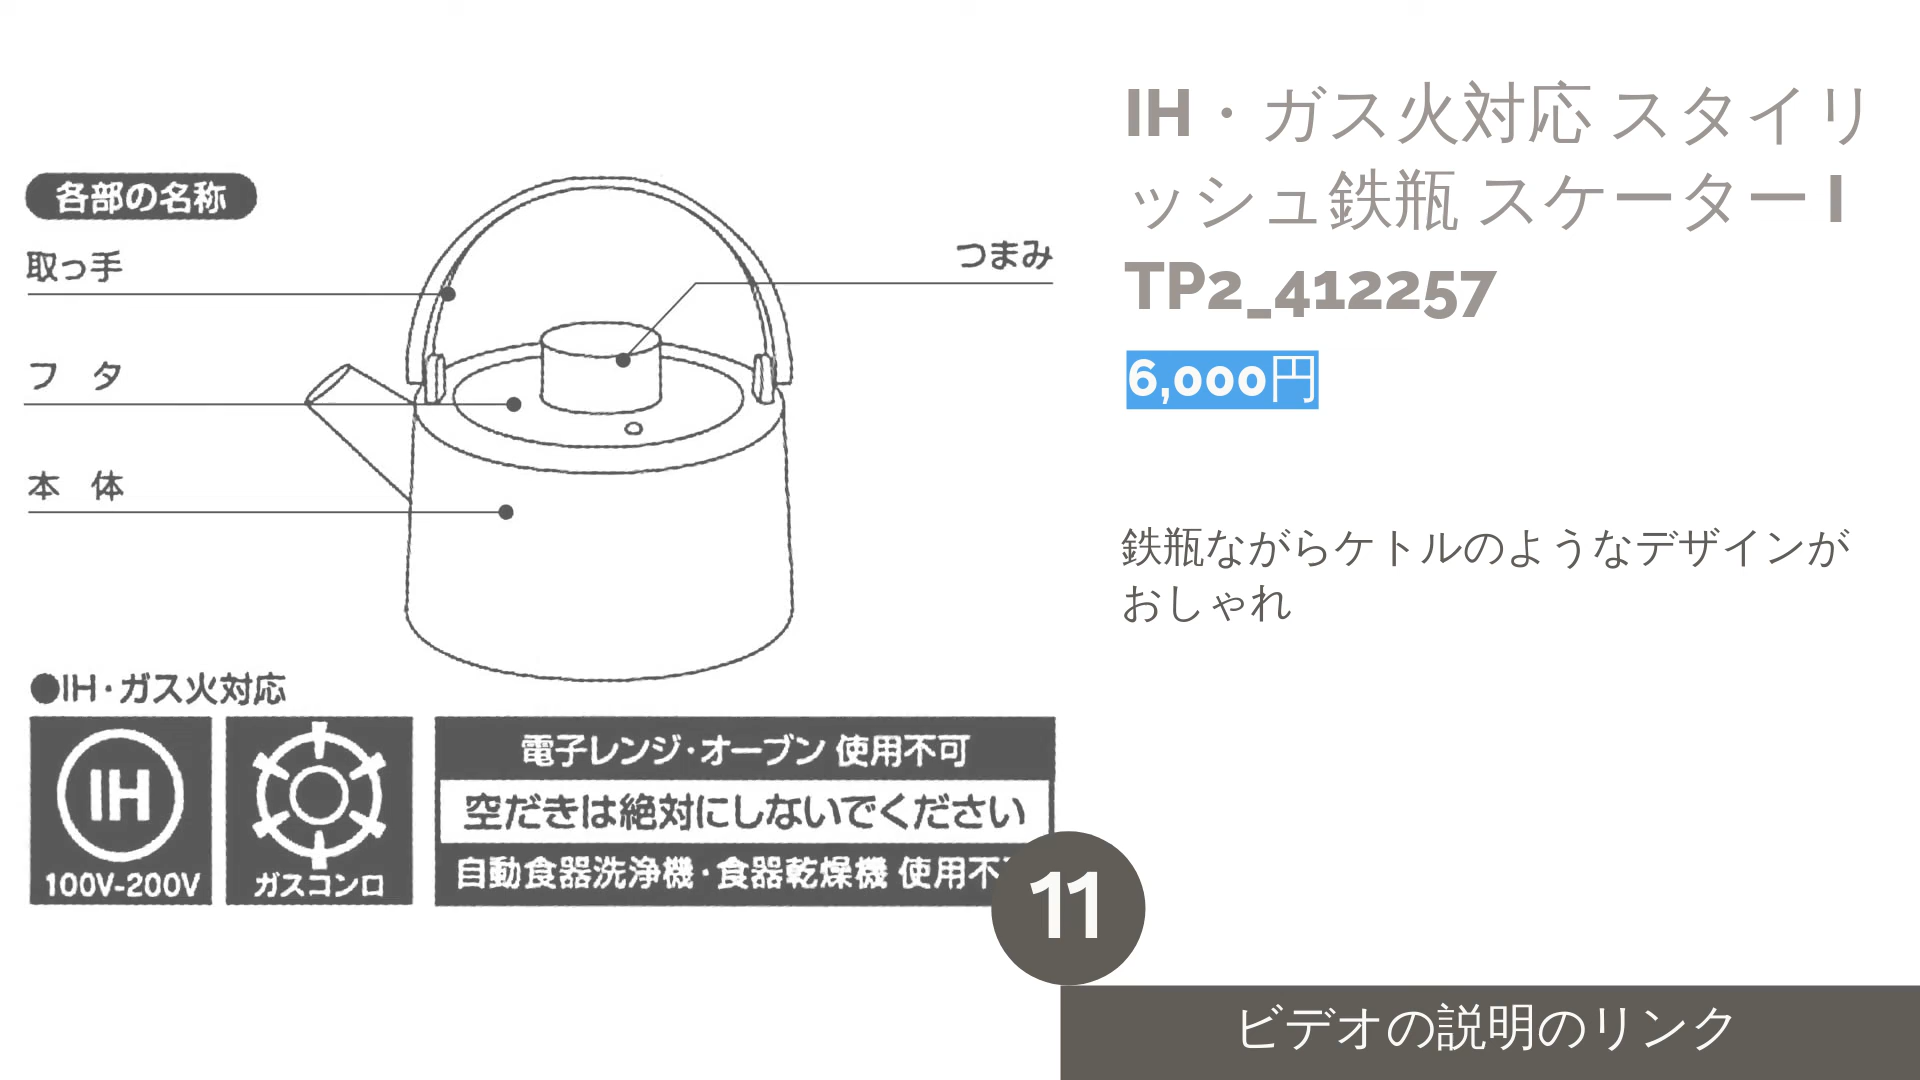 各部の名称
取っ手
つまみ
フタ
本体
●IH・ガス火対応
IH
100V-200V
ガスコンロ
電子レンジ・オーブン 使用不可
空だきは絶対にしないでください
自動食器洗浄機・食器乾燥機 使用不
IH・ガス火対応 スタイリ
ッシュ鉄瓶 スケーター I
TP2_412257
6,000円
鉄瓶ながらケトルのようなデザインが
おしゃれ
11
ビデオの説明のリンク